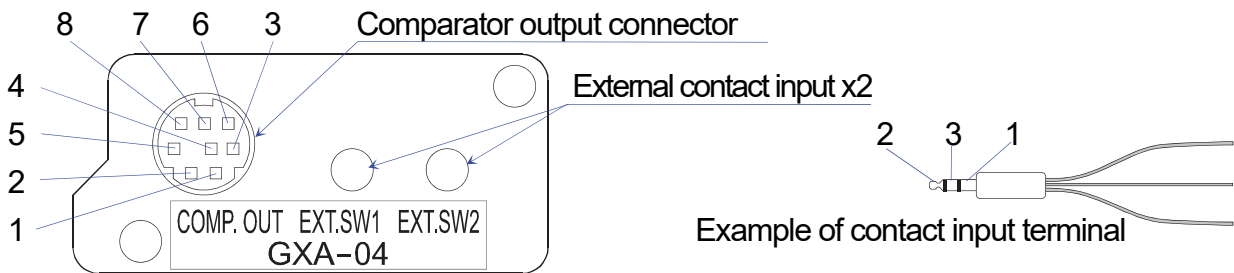 8 7 6 3 Comparator output connector
4
5
2
1
External contact input x2
2 3 1
COMP. OUT EXT.SW1 EXT.SW2
GXA-04
Example of contact input terminal